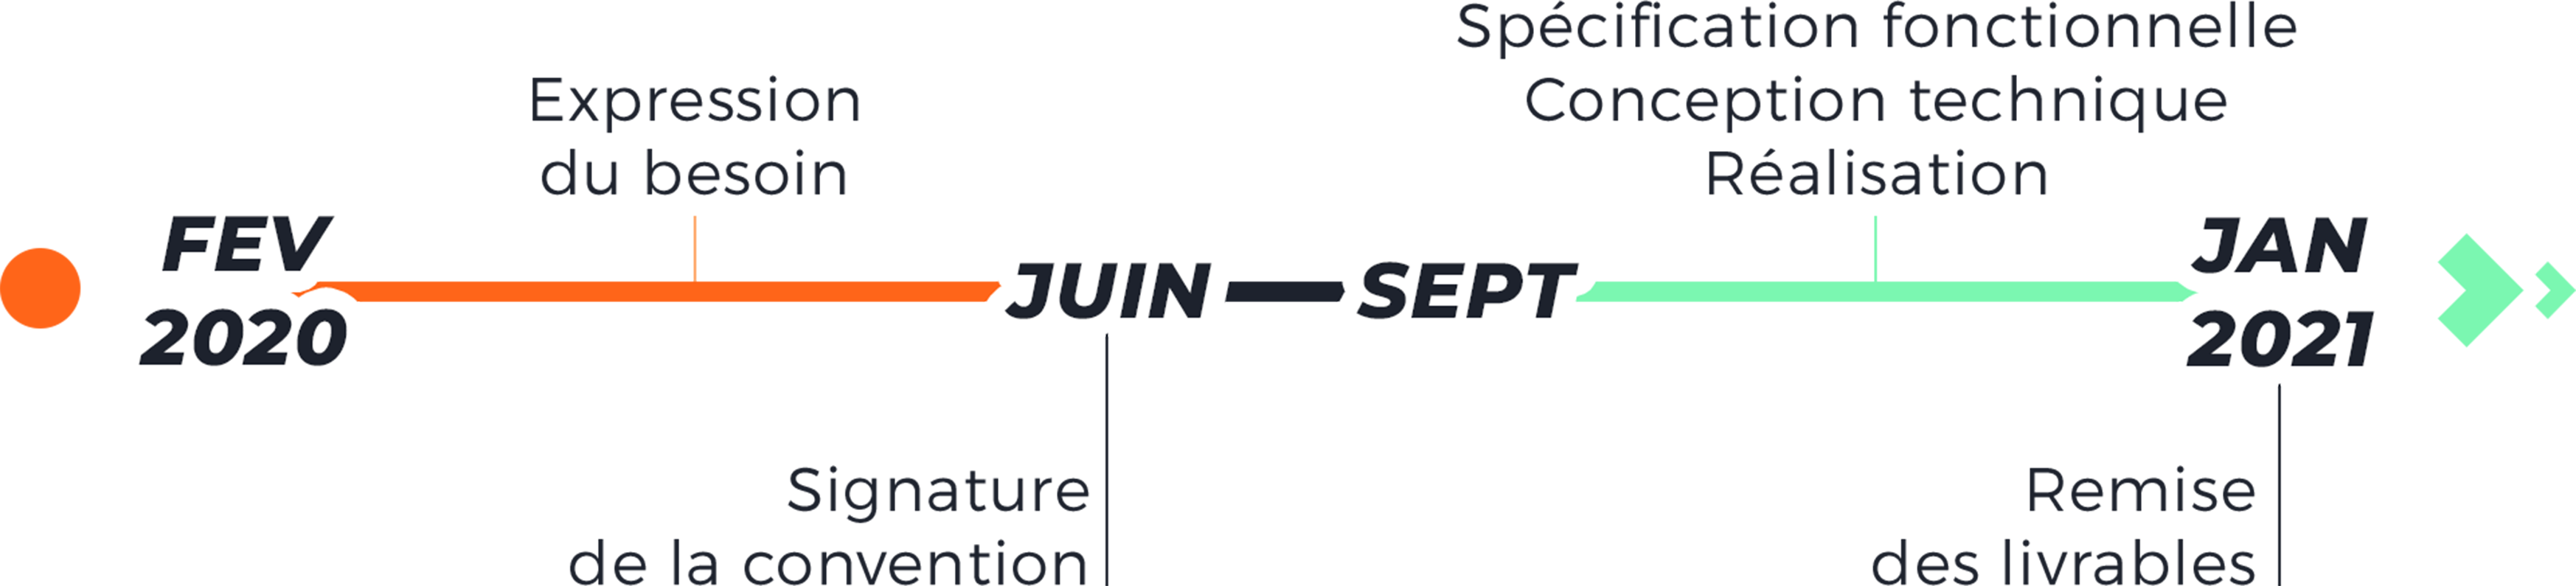 Spécification fonctionnelle
Conception technique
Réalisation
Expression
du besoin
FEV
2020
JUIN
SEPT
JAN
2021
Signature
de la convention
Remise
des livrables